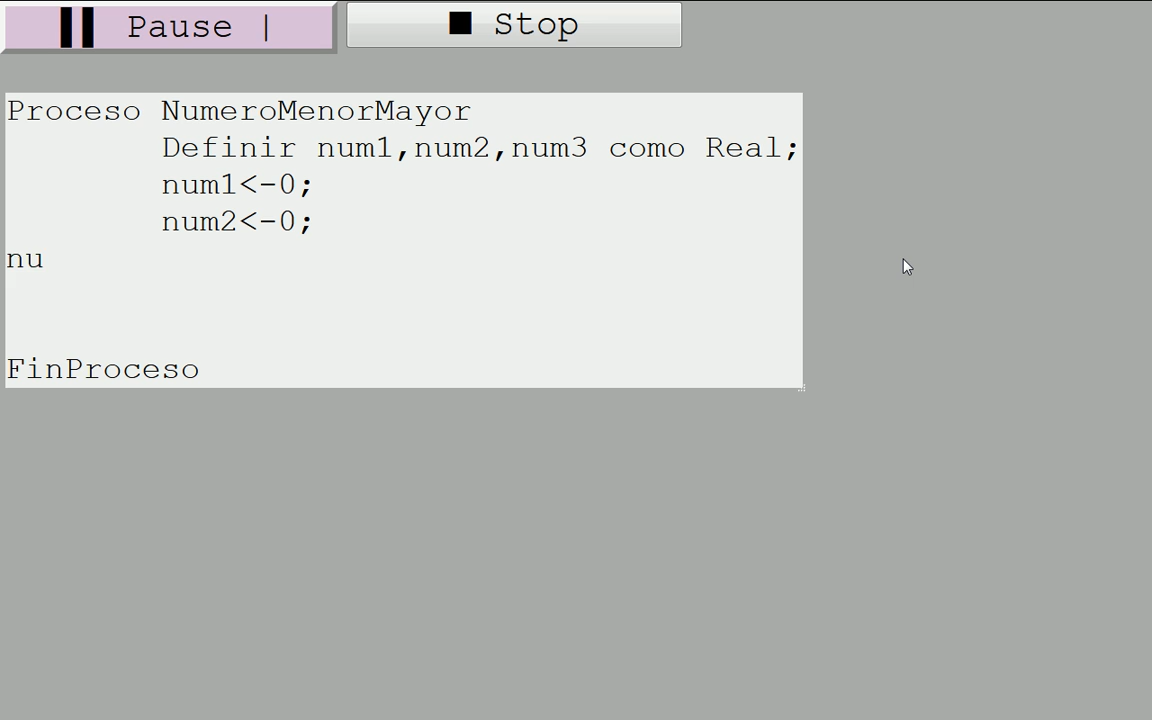 Pause |
Stop
Proceso NumeroMenorMayor
Definir num1,num2,num3 como Real;
num1<-0;
num2<-0;
nu
FinProceso